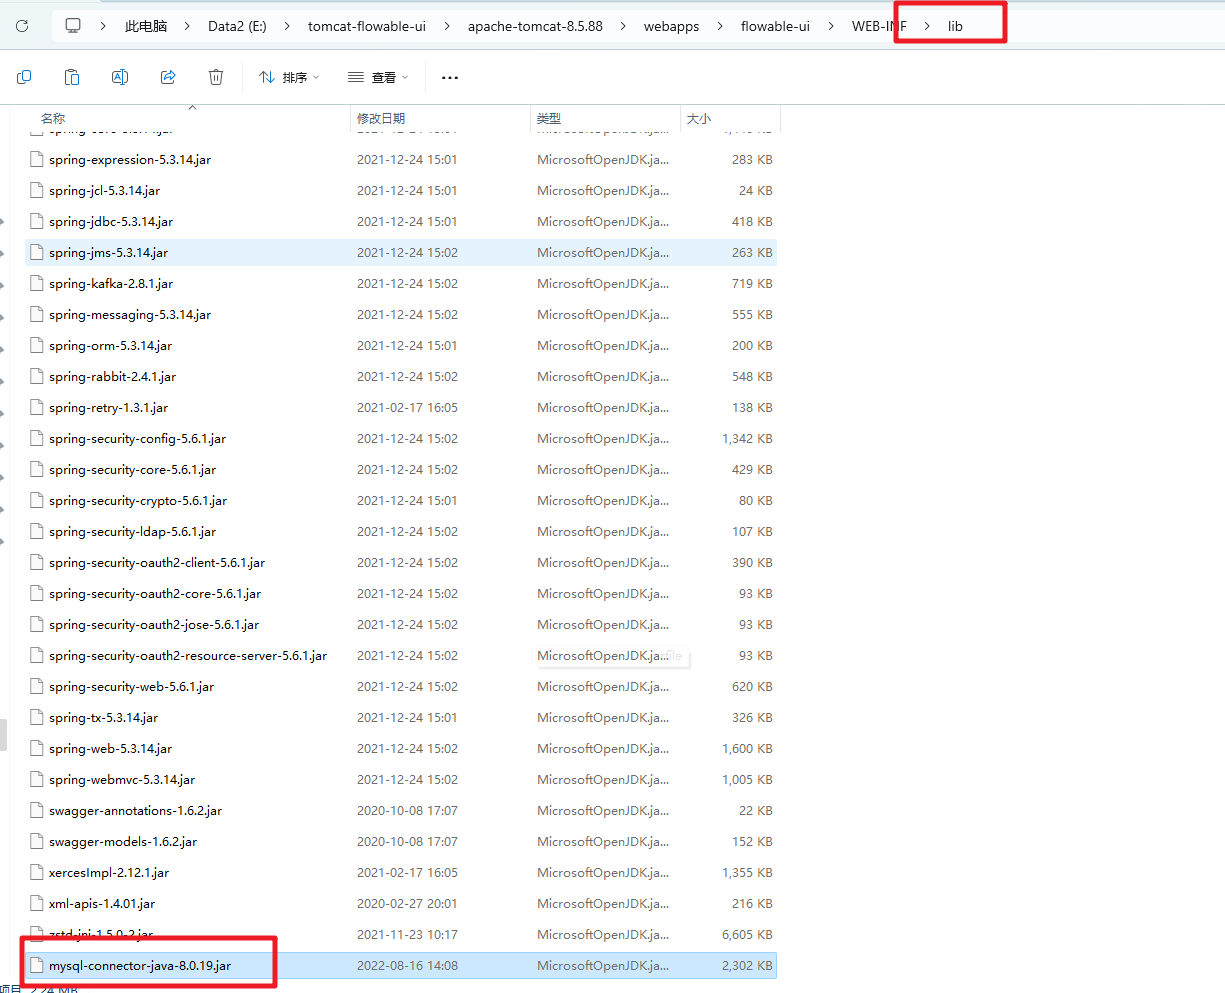 此电脑 > Data2 (E:) > tomcat-flowable-ui > apache-tomcat-8.5.88 > webapps > flowable-ui > WEB-INF > lib
排序 查看 ...
名称 修改日期 类型 大小
spring-expression-5.3.14.jar 2021-12-24 15:01 MicrosoftOpenJDK.ja... 283 KB
spring-jcl-5.3.14.jar 2021-12-24 15:01 MicrosoftOpenJDK.ja... 24 KB
spring-jdbc-5.3.14.jar 2021-12-24 15:01 MicrosoftOpenJDK.ja... 418 KB
spring-jms-5.3.14.jar 2021-12-24 15:02 MicrosoftOpenJDK.ja... 263 KB
spring-kafka-2.8.1.jar 2021-12-24 15:02 MicrosoftOpenJDK.ja... 719 KB
spring-messaging-5.3.14.jar 2021-12-24 15:02 MicrosoftOpenJDK.ja... 555 KB
spring-orm-5.3.14.jar 2021-12-24 15:01 MicrosoftOpenJDK.ja... 200 KB
spring-rabbit-2.4.1.jar 2021-12-24 15:02 MicrosoftOpenJDK.ja... 548 KB
spring-retry-1.3.1.jar 2021-02-17 16:05 MicrosoftOpenJDK.ja... 138 KB
spring-security-config-5.6.1.jar 2021-12-24 15:02 MicrosoftOpenJDK.ja... 1,342 KB
spring-security-core-5.6.1.jar 2021-12-24 15:02 MicrosoftOpenJDK.ja... 429 KB
spring-security-crypto-5.6.1.jar 2021-12-24 15:01 MicrosoftOpenJDK.ja... 80 KB
spring-security-ldap-5.6.1.jar 2021-12-24 15:02 MicrosoftOpenJDK.ja... 107 KB
spring-security-oauth2-client-5.6.1.jar 2021-12-24 15:02 MicrosoftOpenJDK.ja... 390 KB
spring-security-oauth2-core-5.6.1.jar 2021-12-24 15:02 MicrosoftOpenJDK.ja... 93 KB
spring-security-oauth2-jose-5.6.1.jar 2021-12-24 15:02 MicrosoftOpenJDK.ja... 93 KB
spring-security-oauth2-resource-server-5.6.1.jar 2021-12-24 15:02 MicrosoftOpenJDK.ja... 93 KB
spring-security-web-5.6.1.jar 2021-12-24 15:02 MicrosoftOpenJDK.ja... 620 KB
spring-tx-5.3.14.jar 2021-12-24 15:01 MicrosoftOpenJDK.ja... 326 KB
spring-web-5.3.14.jar 2021-12-24 15:02 MicrosoftOpenJDK.ja... 1,600 KB
spring-webmvc-5.3.14.jar 2021-12-24 15:02 MicrosoftOpenJDK.ja... 1,005 KB
swagger-annotations-1.6.2.jar 2020-10-08 17:07 MicrosoftOpenJDK.ja... 22 KB
swagger-models-1.6.2.jar 2020-10-08 17:07 MicrosoftOpenJDK.ja... 152 KB
xercesImpl-2.12.1.jar 2021-02-17 16:05 MicrosoftOpenJDK.ja... 1,355 KB
xml-apis-1.4.01.jar 2020-02-27 20:01 MicrosoftOpenJDK.ja... 216 KB
zstd-jni-1.5.0-2.jar 2021-11-23 10:17 MicrosoftOpenJDK.ja... 6,605 KB
mysql-connector-java-8.0.19.jar 2022-08-16 14:08 MicrosoftOpenJDK.ja... 2,302 KB
项目 2.24 MB